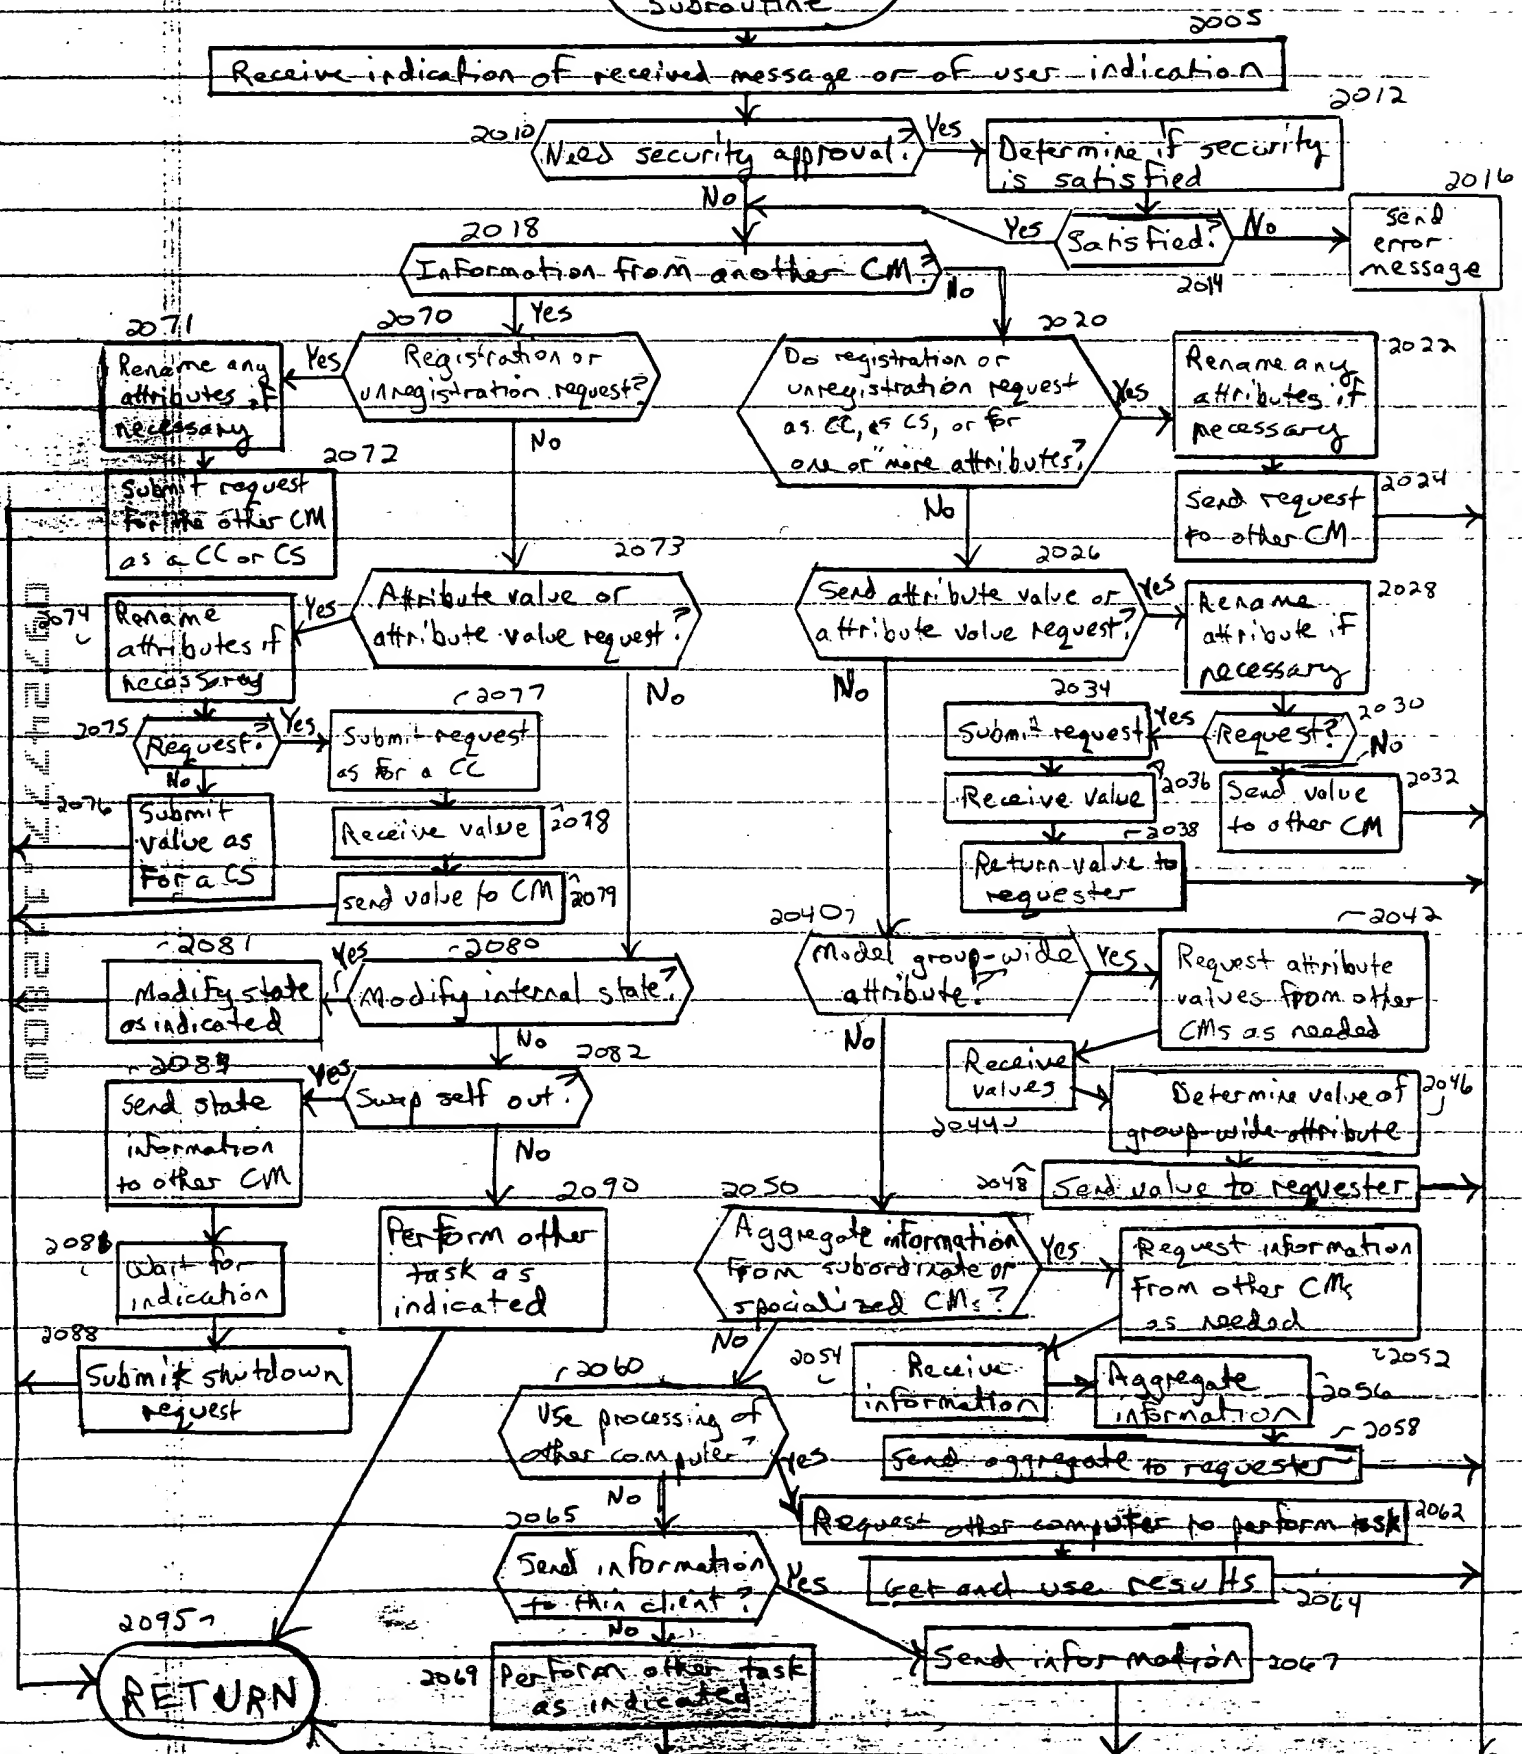 Subroutine
2005
Receive indication of received message or of user indication
2010
Need security approval?
Yes
No
2012
Determine if security
is satisfied
Satisfied?
2014
Yes
No
2016
Send
error
message
2018
Information from another CM?
Yes
No
2070
Registration or
unregistration request?
Yes
No
2071
Rename any
attributes if
necessary
2072
Submit request
for the other CM
as a CC or CS
2020
Do registration or
unregistration request
as CC, as CS, or for
one or more attributes?
Yes
No
2022
Rename any
attributes if
necessary
2024
Send request
to other CM
2073
Attribute value or
attribute value request?
Yes
No
2074
Rename
attributes if
necessary
2075
Request?
Yes
No
2076
Submit
value as
for a CS
2077
Submit request
as for a CC
Receive value
2078
send value to CM
2079
2026
Send attribute value or
attribute value request?
Yes
No
2028
Rename
attribute if
necessary
2030
Request?
Yes
No
2032
Send value
to other CM
2034
Submit request
2036
Receive value
2038
Return value to
requester
2080
Modify internal state?
Yes
No
2081
Modify state
as indicated
2082
Swap self out?
Yes
No
Send state
information
to other CM
Wait for
indication
2088
Submit shutdown
request
2090
Perform other
task as
indicated
2040
Model group-wide
attribute?
Yes
No
2042
Request attribute
values from other
CMs as needed
Receive
values
2044
2046
Determine value of
group-wide attribute
2048
Send value to requester
2050
Aggregate information
from subordinate or
specialized CMs?
Yes
No
Request information
from other CMs
as needed
2052
2054
Receive
information
Aggregate
information
2056
2058
Send aggregate to requester
2060
Use processing of
other computer?
Yes
No
Request other computer to perform task
2062
Get and use results
2064
2065
Send information
to thin client?
Yes
No
Send information
2067
2069
Perform other task
as indicated
2095
RETURN